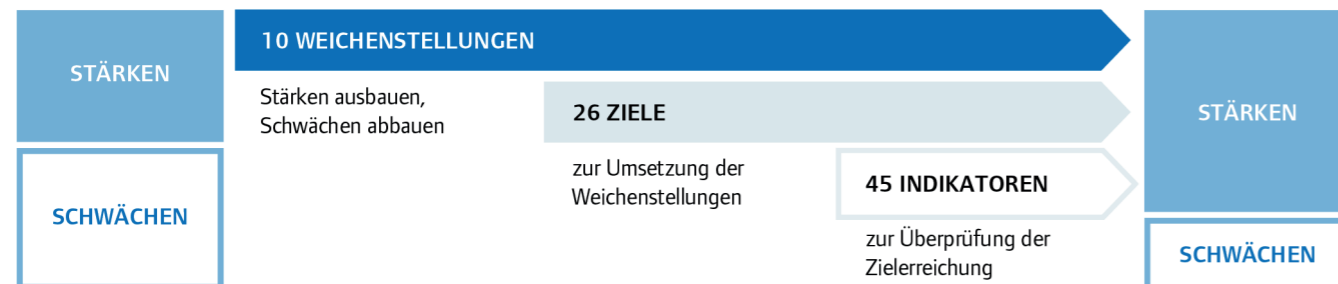 STÄRKEN
SCHWÄCHEN
10 WEICHENSTELLUNGEN
Stärken ausbauen,
Schwächen abbauen
26 ZIELE
zur Umsetzung der
Weichenstellungen
45 INDIKATOREN
zur Überprüfung der
Zielerreichung
STÄRKEN
SCHWÄCHEN